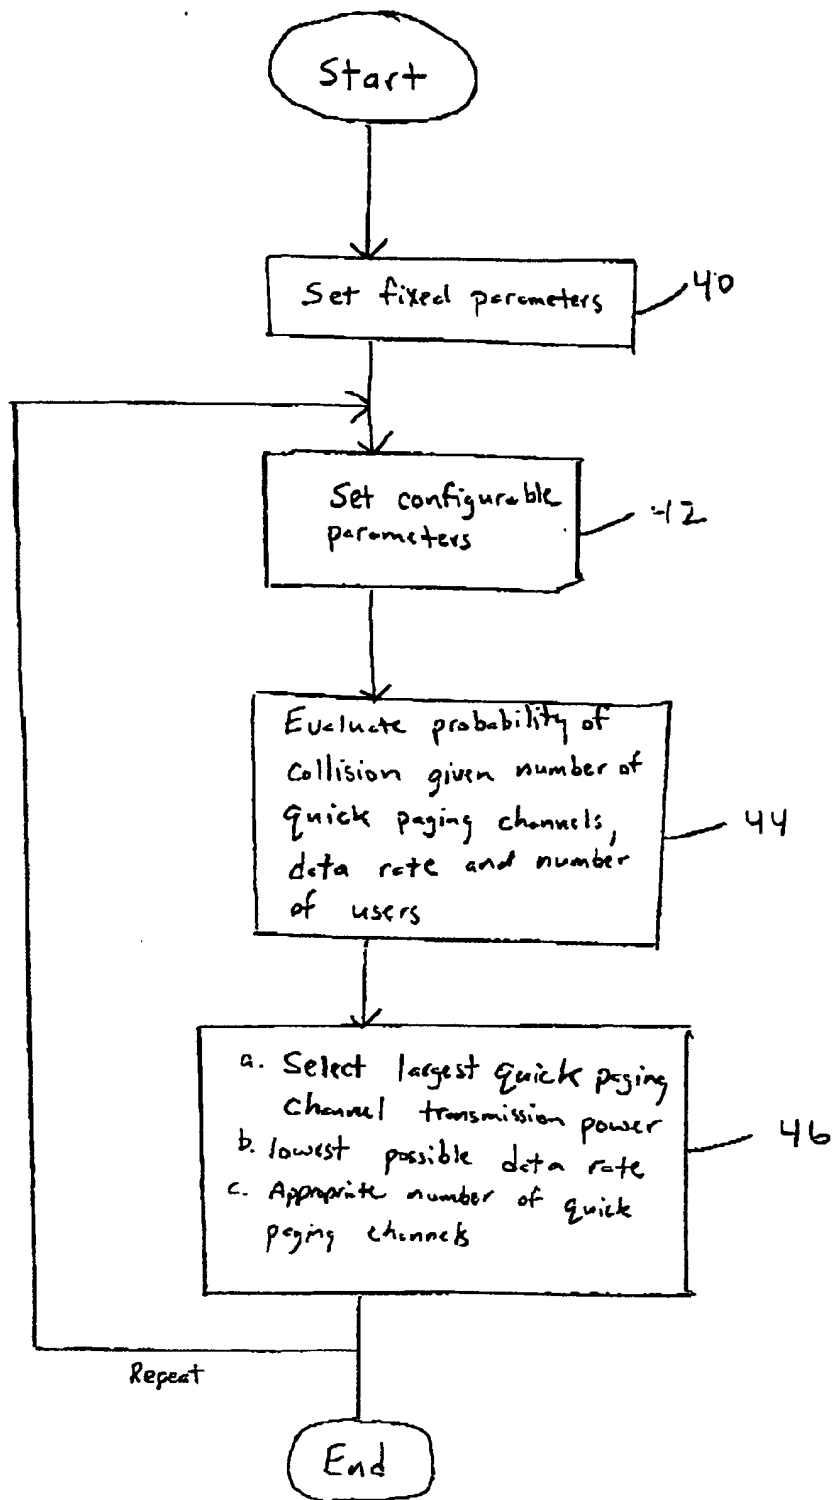 Start
Set fixed parameters
40
Set configurable
parameters
42
Evaluate probability of
collision given number of
quick paging channels,
data rate and number
of users
44
a. Select largest quick paging
channel transmission power
b. lowest possible data rate
c. Appropriate number of quick
paging channels
46
Repeat
End